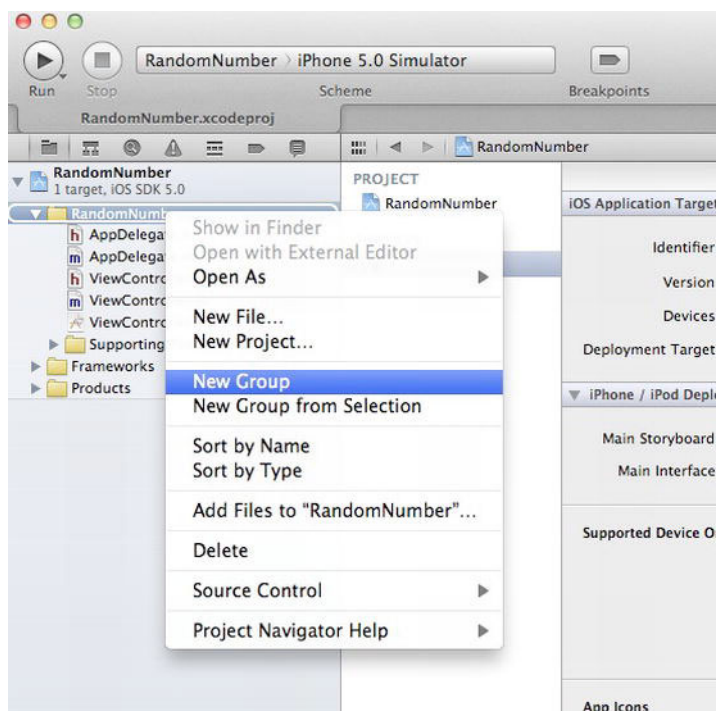 RandomNumber › iPhone 5.0 Simulator
Run Stop Scheme Breakpoints
RandomNumber.xcodeproj
RandomNumber
RandomNumber
1 target, iOS SDK 5.0
PROJECT
RandomNumber
RandomNumb
AppDelega
AppDelega
ViewContro
ViewContro
ViewContro
Supporting
Frameworks
Products
Show in Finder
Open with External Editor
Open As
New File...
New Project...
New Group
New Group from Selection
Sort by Name
Sort by Type
Add Files to "RandomNumber"...
Delete
Source Control
Project Navigator Help
iOS Application Target
Identifier
Version
Devices
Deployment Target
iPhone / iPod Deplo
Main Storyboard
Main Interface
Supported Device O
App Icons